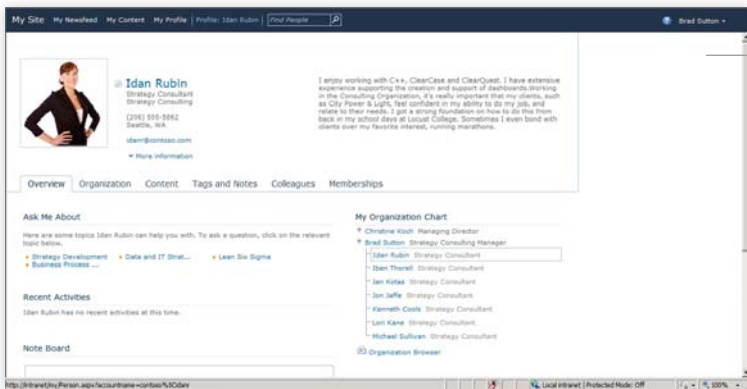 My Site My Newsfeed My Content My Profile Profile: Idan Rubin Find People Brad Sutton
Idan Rubin
Strategy Consultant
Strategy Consulting
(206) 555-5862
Seattle, WA
idanr@contoso.com
More information
I enjoy working with C++, ClearCase and ClearQuest. I have extensive
experience supporting the creation and support of dashboards.Working
in the Consulting Organization, it's really important that my clients, such
as City Power & Light, feel confident in my ability to do my job, and
relate to their needs. I got a strong foundation on how to do this from
back in my school days at Locust College. Sometimes I even bond with
clients over my favorite interest, running marathons.
Overview Organization Content Tags and Notes Colleagues Memberships
Ask Me About
Here are some topics Idan Rubin can help you with. To ask a question, click on the relevant
topic below.
Strategy Development Data and IT Strat... Lean Six Sigma
Business Process ...
Recent Activities
Idan Rubin has no recent activities at this time.
Note Board
My Organization Chart
Christine Koch Managing Director
Brad Sutton Strategy Consulting Manager
Idan Rubin Strategy Consultant
Iben Thorell Strategy Consultant
Jan Kotas Strategy Consultant
Jon Jaffe Strategy Consultant
Kenneth Cools Strategy Consultant
Lori Kane Strategy Consultant
Michael Sullivan Strategy Consultant
Organization Browser
http://intranet/my/Person.aspx?accountname=contoso%5Cidanr Local intranet | Protected Mode: Off 100%